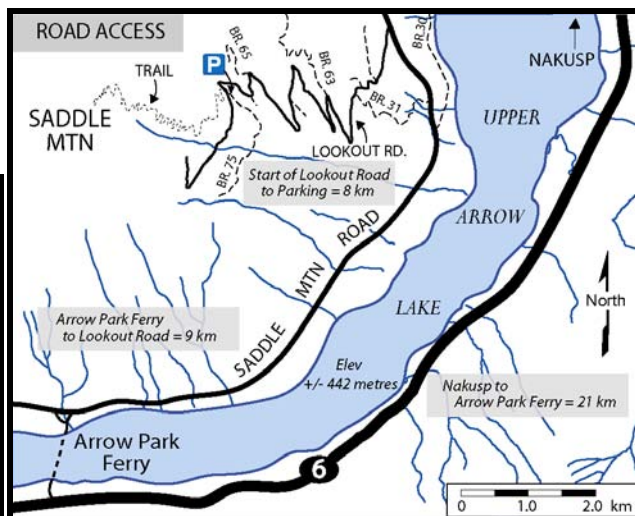 ROAD ACCESS
BR. 65
BR. 63
BR.30
NAKUSP
TRAIL
P
SADDLE
MTN
BR. 31
UPPER
LOOKOUT RD.
BR. 75
Start of Lookout Road
to Parking = 8 km
ARROW
ROAD
MTN
SADDLE
LAKE
North
Arrow Park Ferry
to Lookout Road = 9 km
Elev
+/- 442 metres
Nakusp to
Arrow Park Ferry = 21 km
Arrow Park
Ferry
6
0 1.0 2.0 km